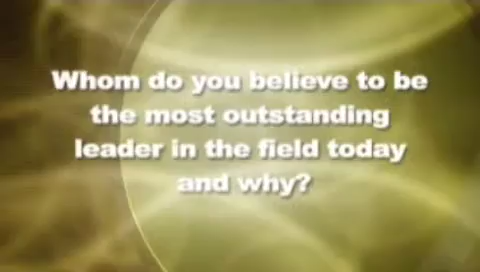 Whom do you believe to be
the most outstanding
leader in the field today
and why?